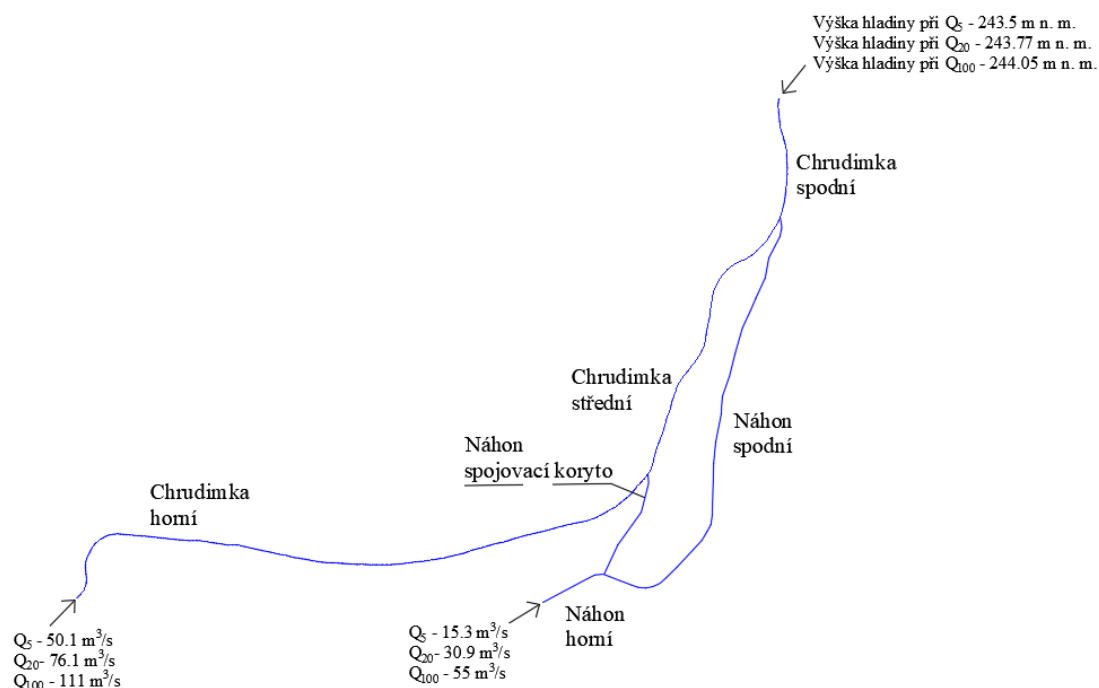 Výška hladiny při Q5 - 243.5 m n. m.
Výška hladiny při Q20 - 243.77 m n. m.
Výška hladiny při Q100 - 244.05 m n. m.
Chrudimka
spodní
Chrudimka
střední
Náhon
spodní
Náhon
spojovací koryto
Chrudimka
horní
Náhon
horní
Q5 - 15.3 m³/s
Q20- 30.9 m³/s
Q100 - 55 m³/s
Q5 - 50.1 m³/s
Q20- 76.1 m³/s
Q100 - 111 m³/s